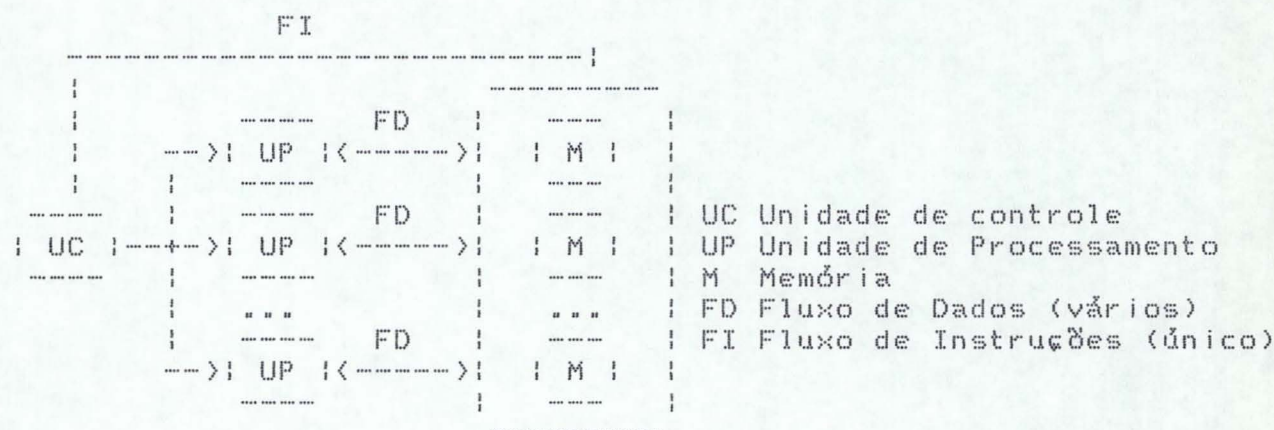 FI
FD
UP M
FD UC Unidade de controle
UC UP M UP Unidade de Processamento
M Memória
... ... FD Fluxo de Dados (vários)
FD FI Fluxo de Instruções (único)
UP M